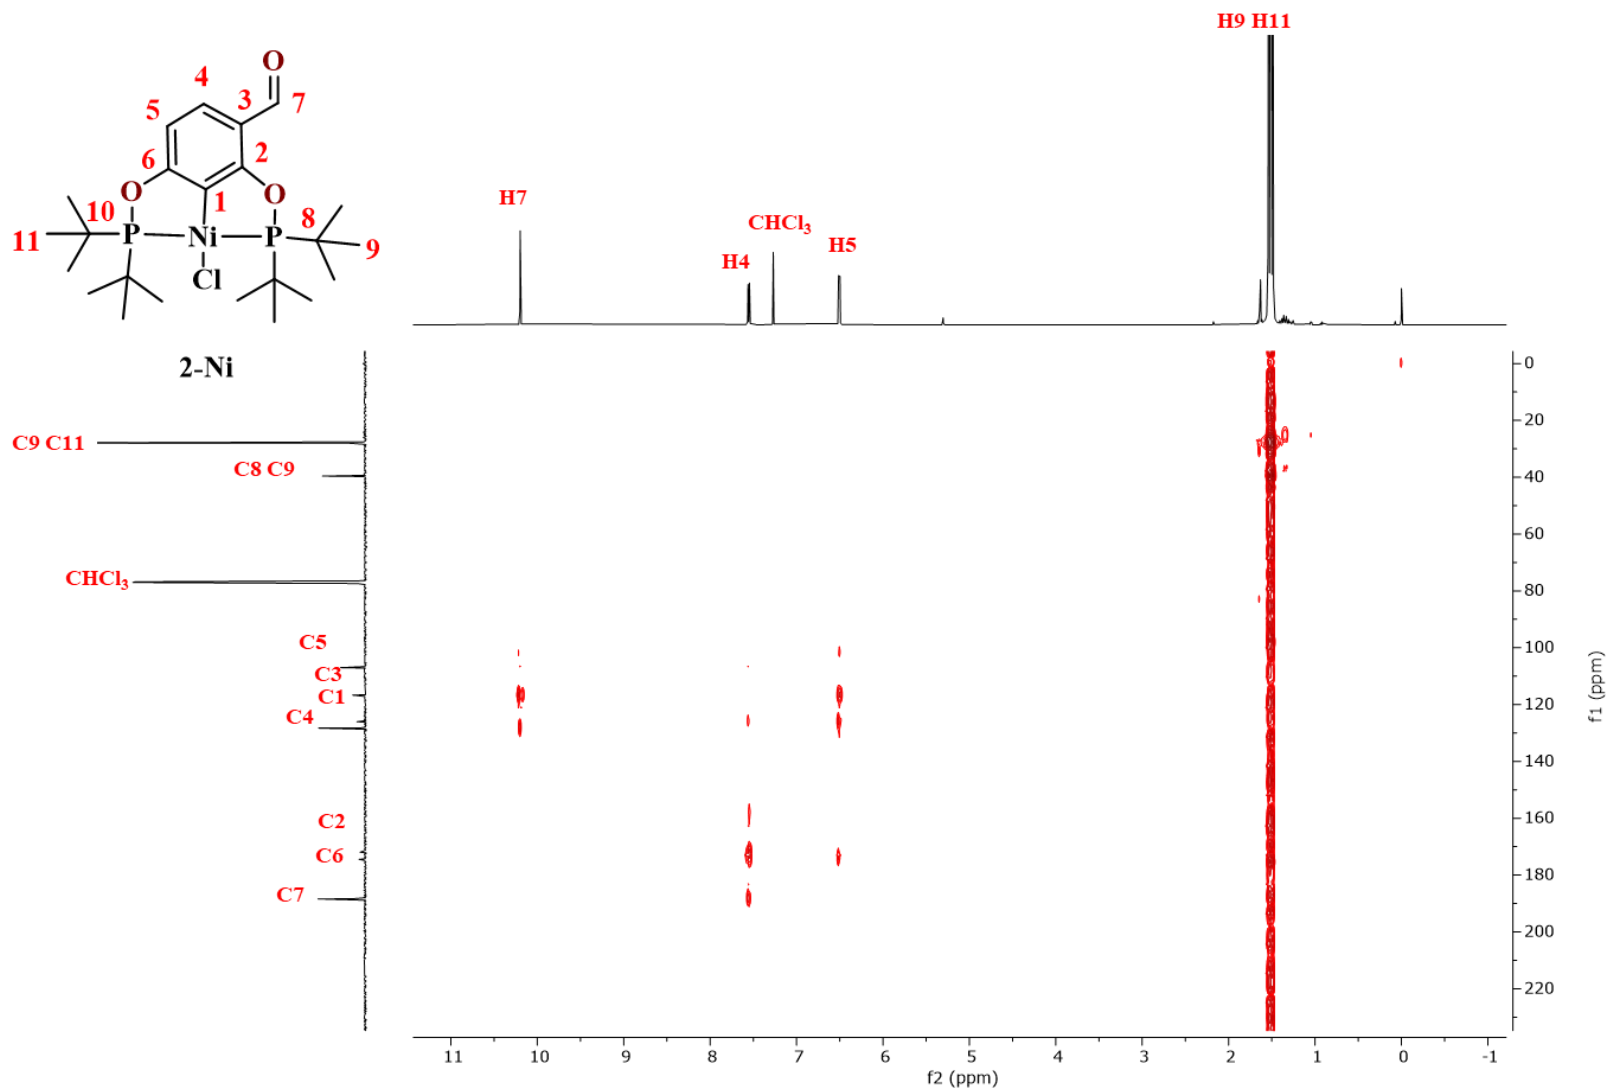 H9 H11
O
4
3
7
5
6
2
O
O
10
1
8
11
P
Ni
P
9
Cl
2-Ni
H7
CHCl₃
H4
H5
C9 C11
C8 C9
CHCl₃
C5
C3
C1
C4
C2
C6
C7
0
20
40
60
80
100
120
140
160
180
200
220
f1 (ppm)
11 10 9 8 7 6 5 4 3 2 1 0 -1
f2 (ppm)